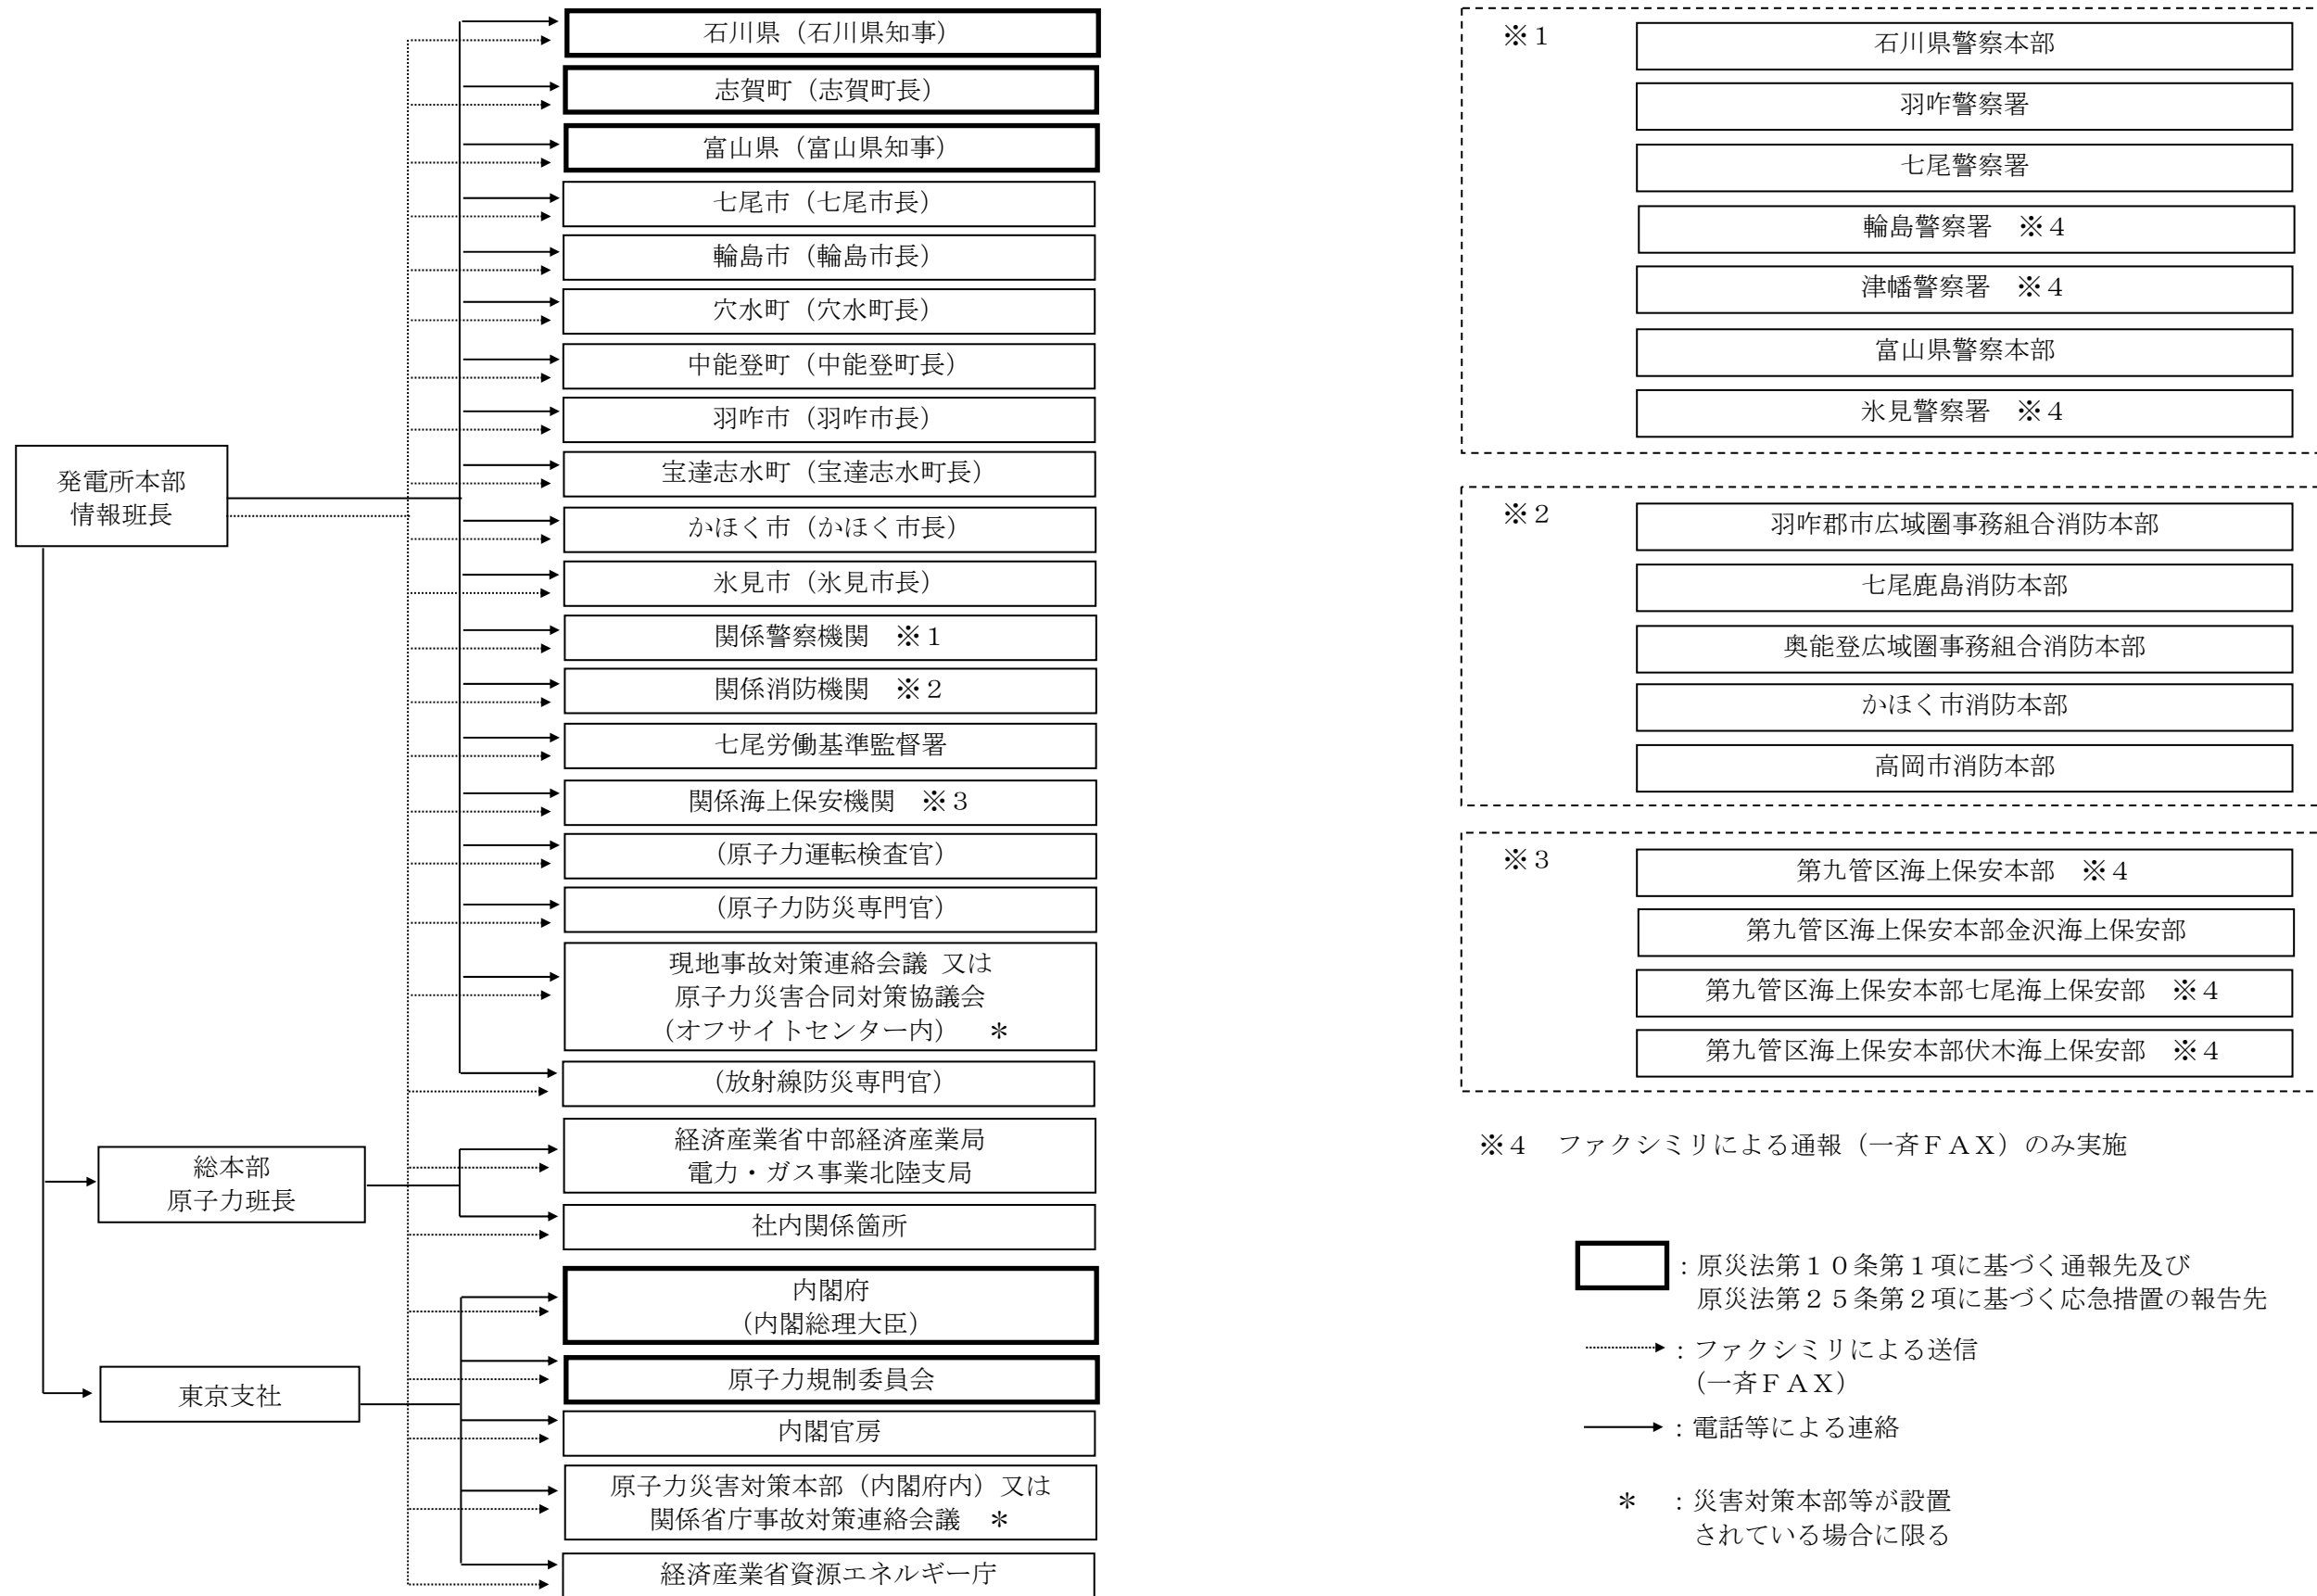 石川県（石川県知事）
志賀町（志賀町長）
富山県（富山県知事）
七尾市（七尾市長）
輪島市（輪島市長）
穴水町（穴水町長）
中能登町（中能登町長）
羽咋市（羽咋市長）
宝達志水町（宝達志水町長）
かほく市（かほく市長）
氷見市（氷見市長）
関係警察機関　※１
関係消防機関　※２
七尾労働基準監督署
関係海上保安機関　※３
（原子力運転検査官）
（原子力防災専門官）
現地事故対策連絡会議 又は
原子力災害合同対策協議会
（オフサイトセンター内）　＊
（放射線防災専門官）
発電所本部
情報班長
総本部
原子力班長
経済産業省中部経済産業局
電力・ガス事業北陸支局
社内関係箇所
東京支社
内閣府
（内閣総理大臣）
原子力規制委員会
内閣官房
原子力災害対策本部（内閣府内）又は
関係省庁事故対策連絡会議　＊
経済産業省資源エネルギー庁
※１
石川県警察本部
羽咋警察署
七尾警察署
輪島警察署　※４
津幡警察署　※４
富山県警察本部
氷見警察署　※４
※２
羽咋郡市広域圏事務組合消防本部
七尾鹿島消防本部
奥能登広域圏事務組合消防本部
かほく市消防本部
高岡市消防本部
※３
第九管区海上保安本部　※４
第九管区海上保安本部金沢海上保安部
第九管区海上保安本部七尾海上保安部　※４
第九管区海上保安本部伏木海上保安部　※４
※４　ファクシミリによる通報（一斉ＦＡＸ）のみ実施
：原災法第１０条第１項に基づく通報先及び
原災法第２５条第２項に基づく応急措置の報告先
：ファクシミリによる送信
（一斉ＦＡＸ）
：電話等による連絡
＊　：災害対策本部等が設置
されている場合に限る